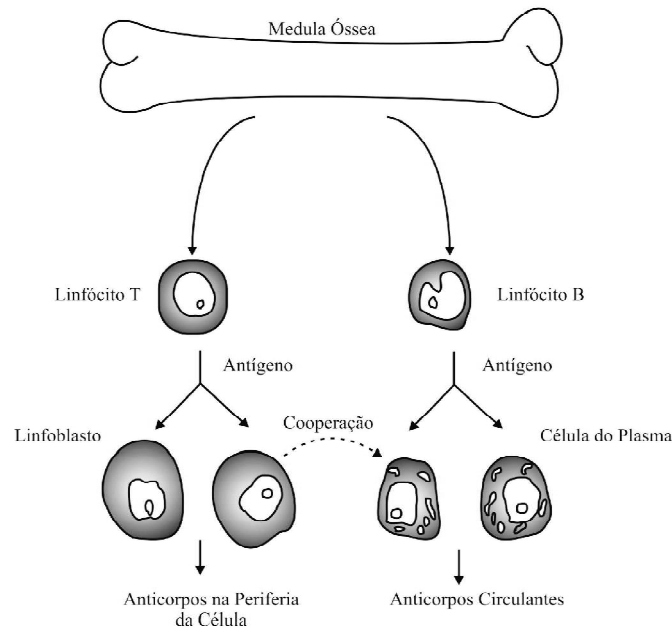 Medula Óssea
Linfócito T
Linfócito B
Antígeno
Antígeno
Linfoblasto
Cooperação
Célula do Plasma
Anticorpos na Periferia
da Célula
Anticorpos Circulantes